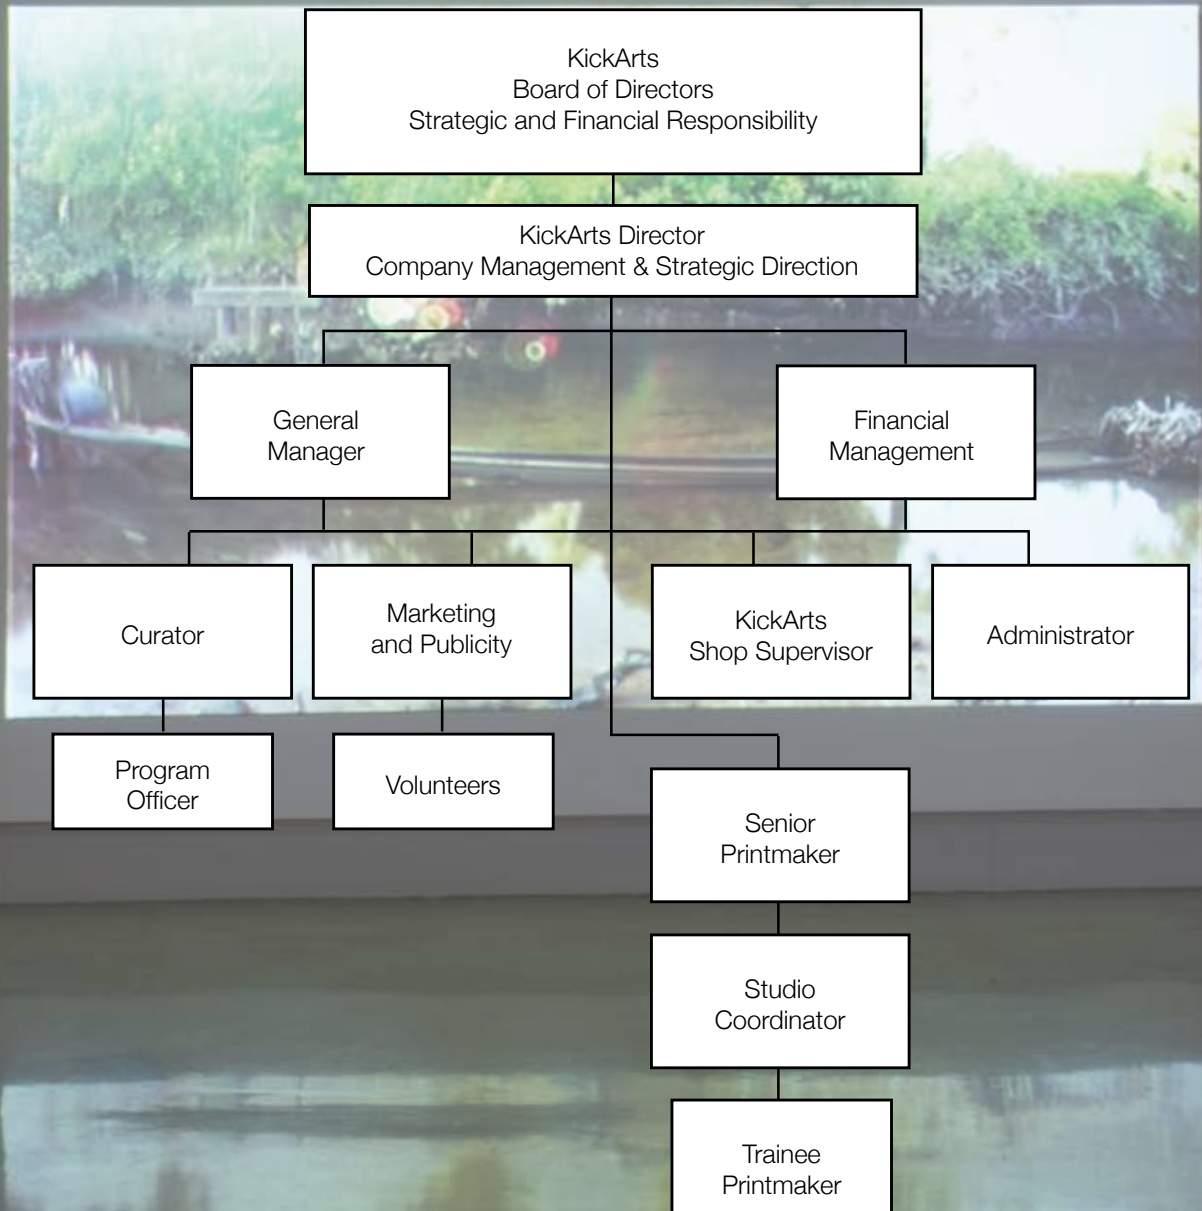 KickArts
Board of Directors
Strategic and Financial Responsibility
KickArts Director
Company Management & Strategic Direction
General
Manager
Financial
Management
Curator
Marketing
and Publicity
KickArts
Shop Supervisor
Administrator
Program
Officer
Volunteers
Senior
Printmaker
Studio
Coordinator
Trainee
Printmaker